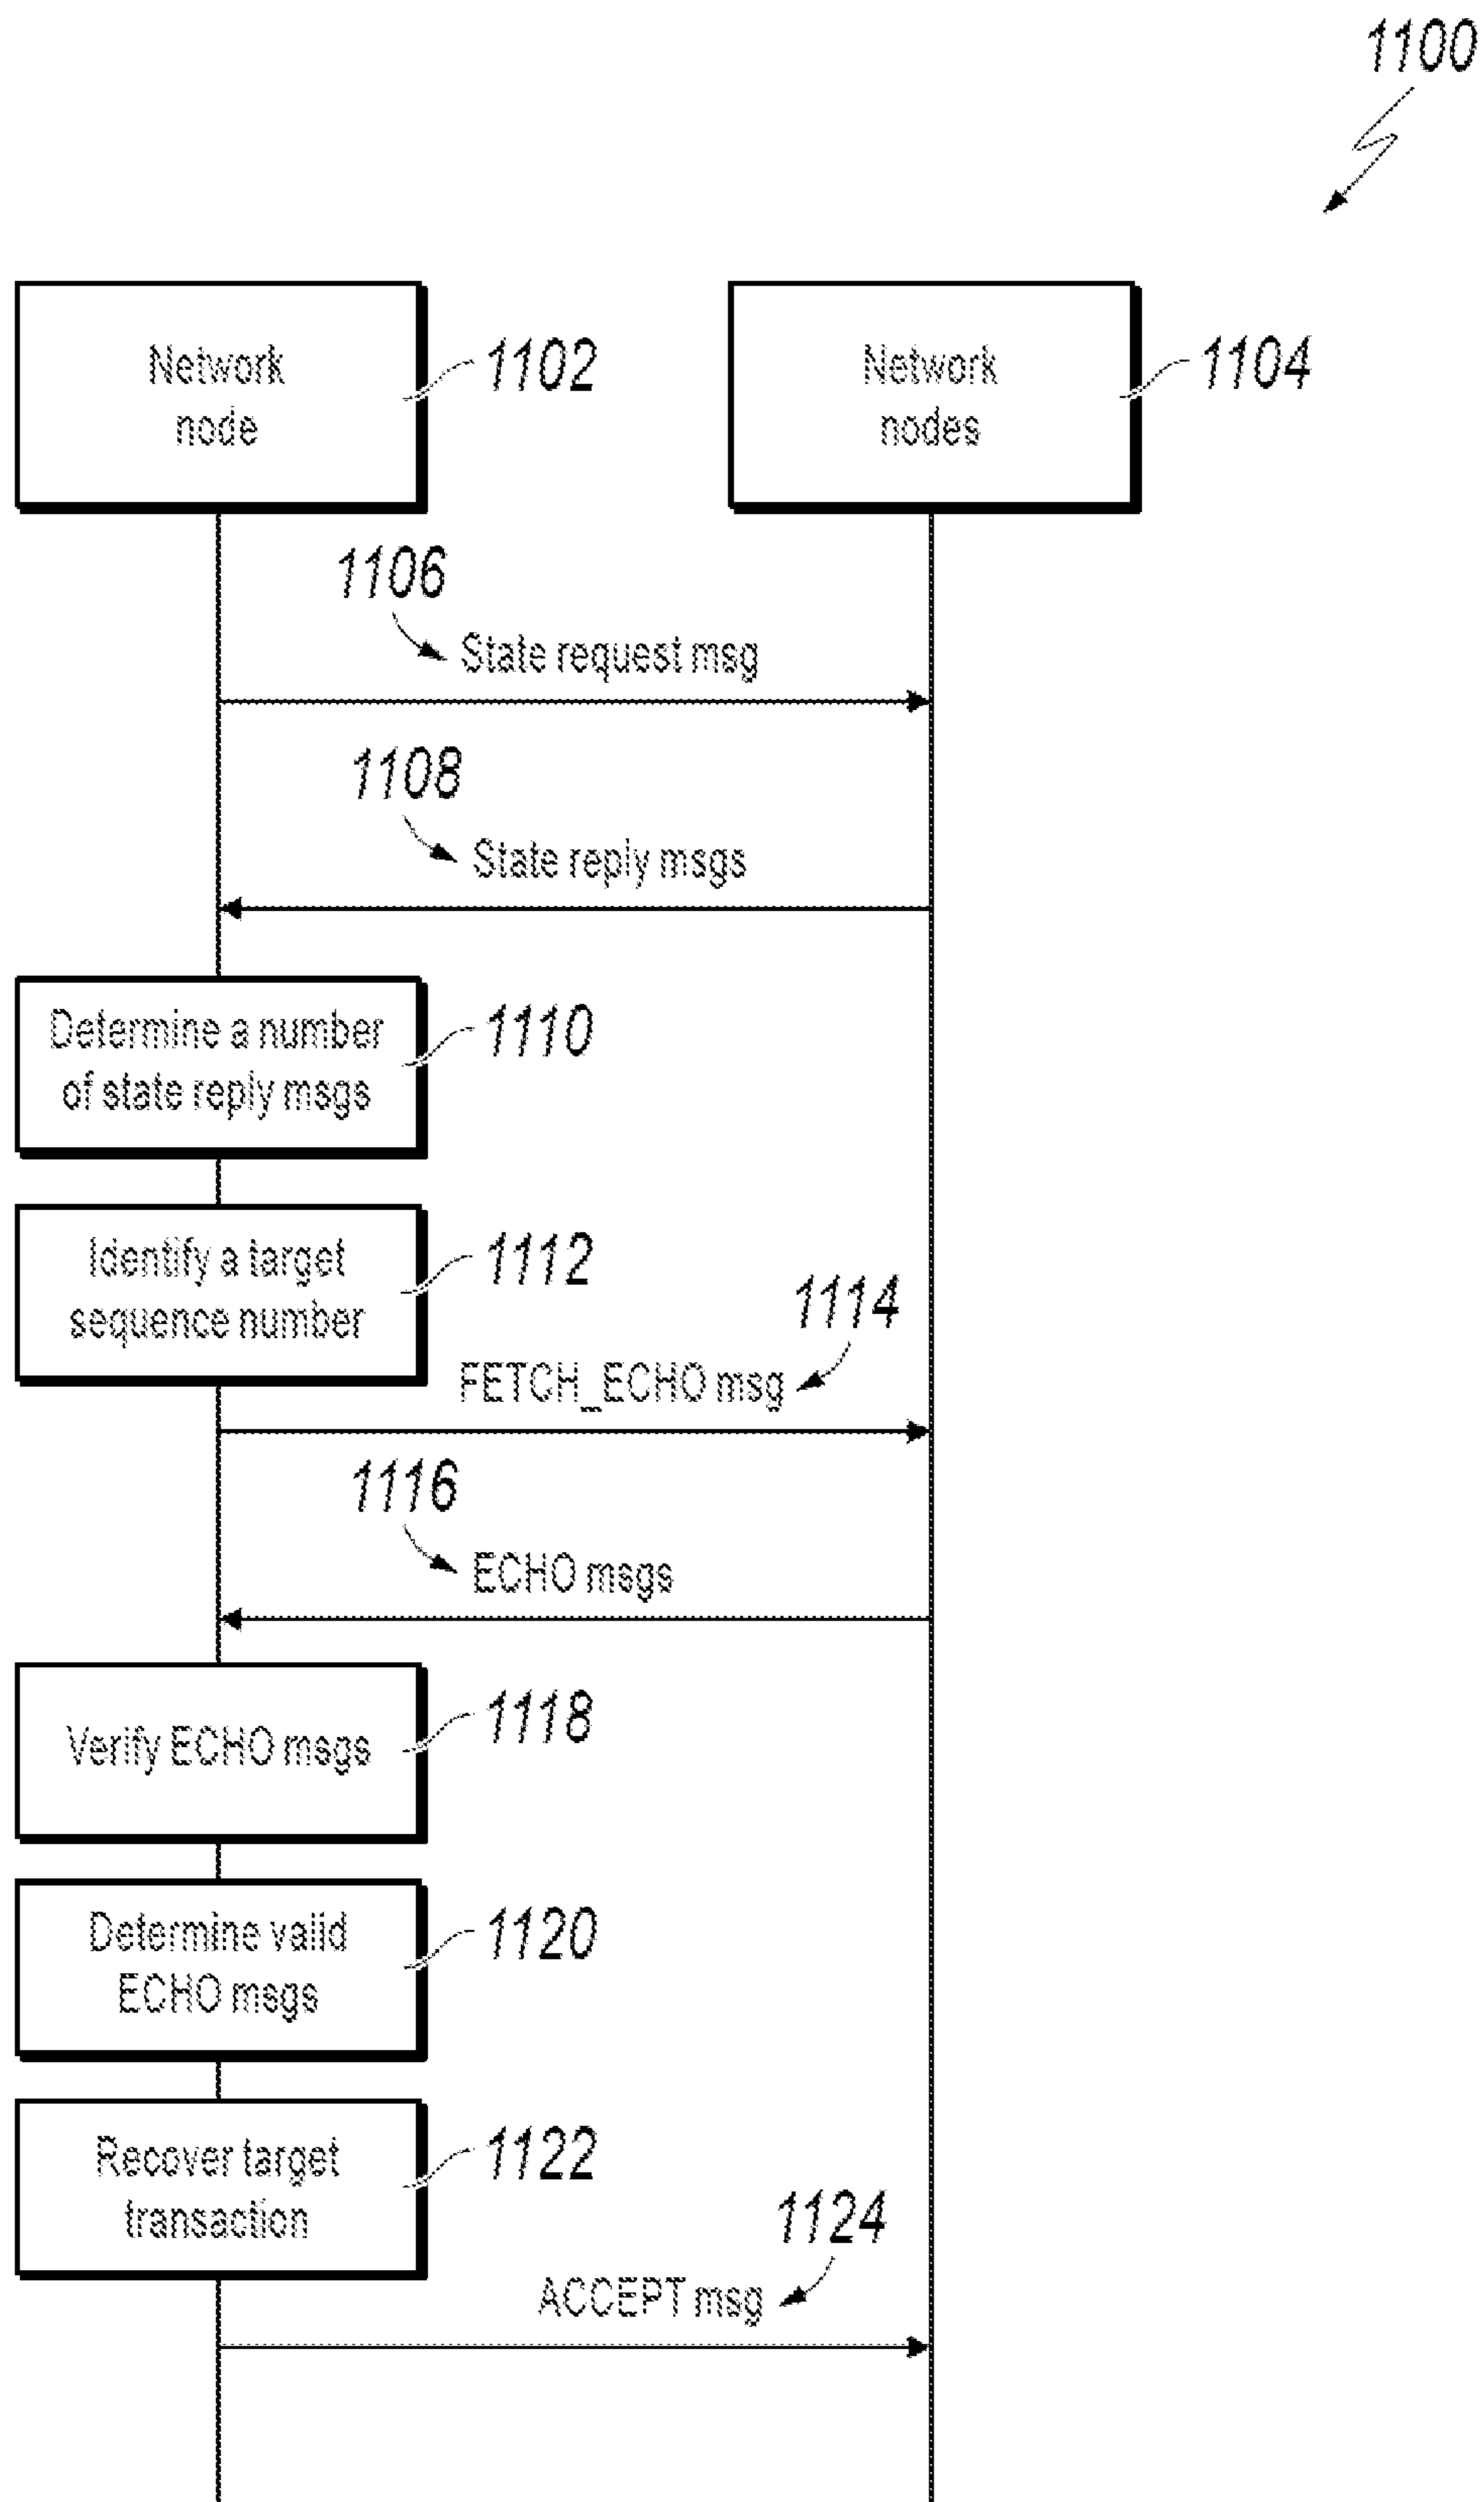 1100
Network
node
1102
Network
nodes
1104
1106
State request msg
1108
State reply msgs
Determine a number
of state reply msgs
1110
Identify a target
sequence number
1112
1114
FETCH_ECHO msg
1116
ECHO msgs
Verify ECHO msgs
1118
Determine valid
ECHO msgs
1120
Recover target
transaction
1122
1124
ACCEPT msg